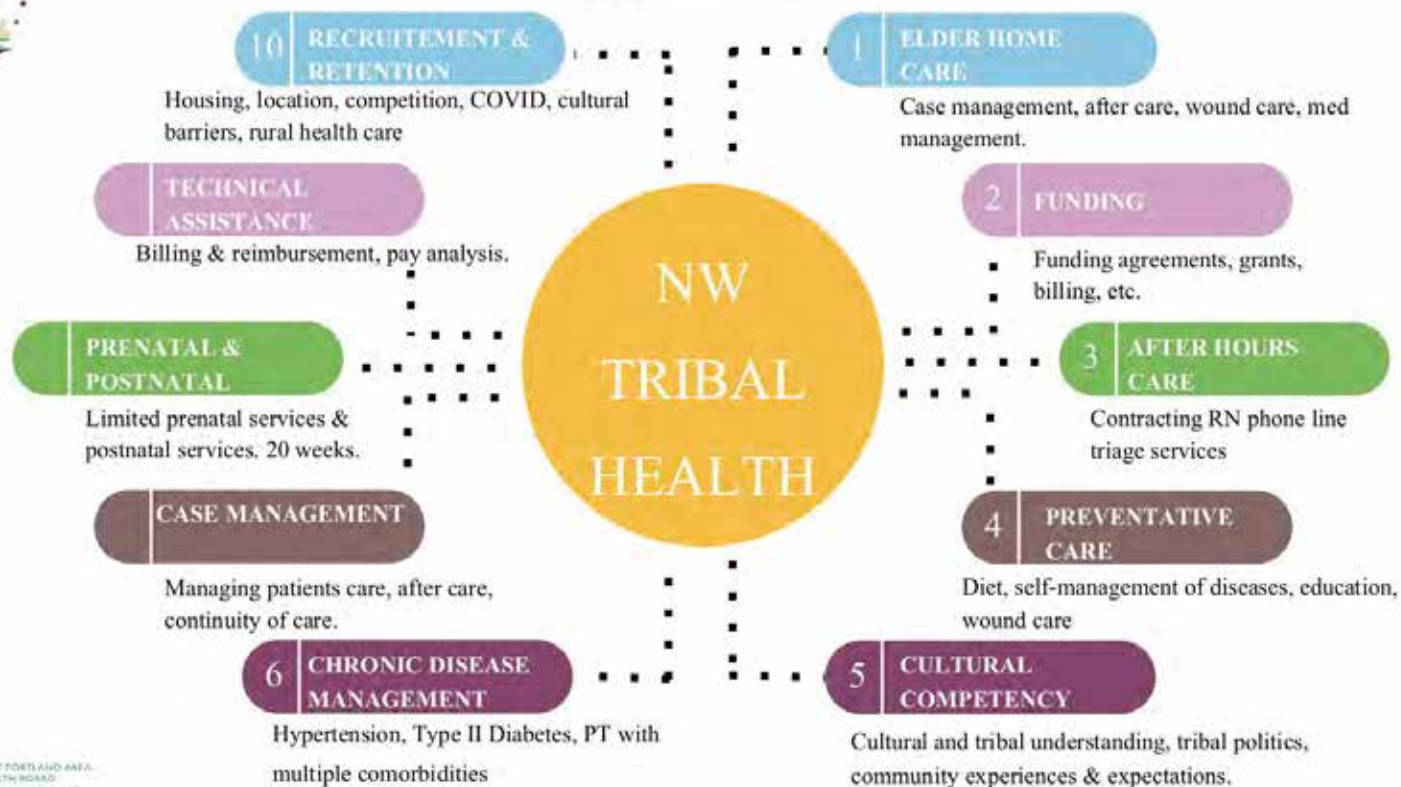 10 RECRUITEMENT &
RETENTION
Housing, location, competition, COVID, cultural
barriers, rural health care
TECHNICAL
ASSISTANCE
Billing & reimbursement, pay analysis.
PRENATAL &
POSTNATAL
Limited prenatal services &
postnatal services. 20 weeks.
CASE MANAGEMENT
Managing patients care, after care,
continuity of care.
6 CHRONIC DISEASE
MANAGEMENT
Hypertension, Type II Diabetes, PT with
multiple comorbidities
NW
TRIBAL
HEALTH
1 ELDER HOME
CARE
Case management, after care, wound care, med
management.
2 FUNDING
Funding agreements, grants,
billing, etc.
3 AFTER HOURS
CARE
Contracting RN phone line
triage services
4 PREVENTATIVE
CARE
Diet, self-management of diseases, education,
wound care
5 CULTURAL
COMPETENCY
Cultural and tribal understanding, tribal politics,
community experiences & expectations.
PORTLAND AREA
BOARD